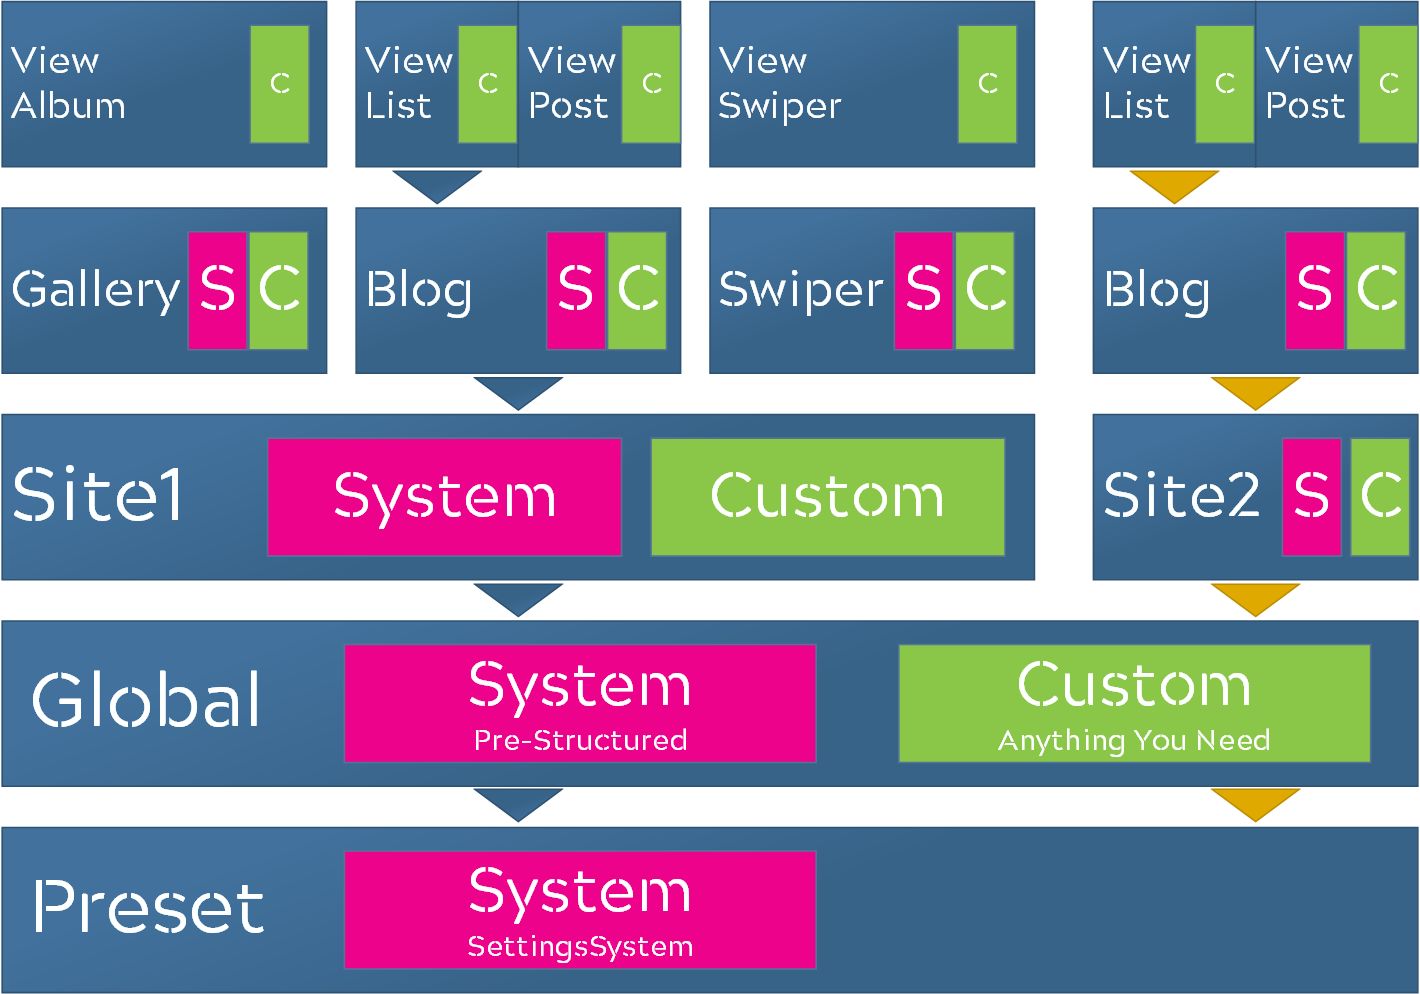 View
Album
C
View
List
C
View
Post
C
View
Swiper
C
View
List
C
View
Post
C
Gallery S C
Blog S C
Swiper S C
Blog S C
Site1 System Custom
Site2 S C
Global
System
Pre-Structured
Custom
Anything You Need
Preset
System
SettingsSystem